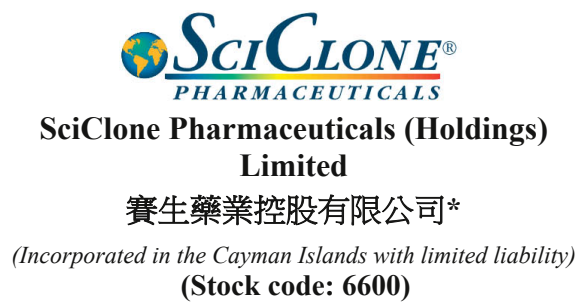 SCICLONE®
PHARMACEUTICALS
SciClone Pharmaceuticals (Holdings)
Limited
賽生藥業控股有限公司*
(Incorporated in the Cayman Islands with limited liability)
(Stock code: 6600)